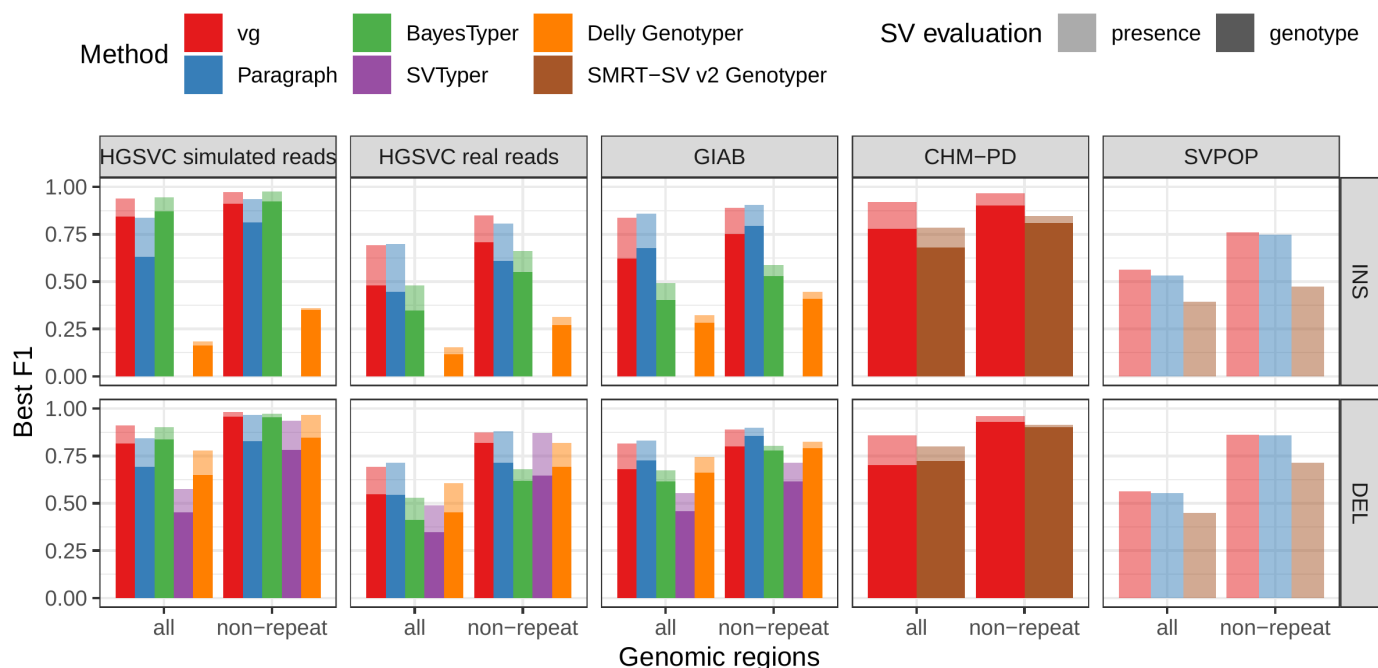 Method
vg
BayesTyper
Delly Genotyper
Paragraph
SVTyper
SMRT−SV v2 Genotyper
SV evaluation
presence
genotype
HGSVC simulated reads
HGSVC real reads
GIAB
CHM−PD
SVPOP
Best F1
1.00
0.75
0.50
0.25
0.00
INS
1.00
0.75
0.50
0.25
0.00
DEL
all non−repeat all non−repeat all non−repeat all non−repeat all non−repeat
Genomic regions